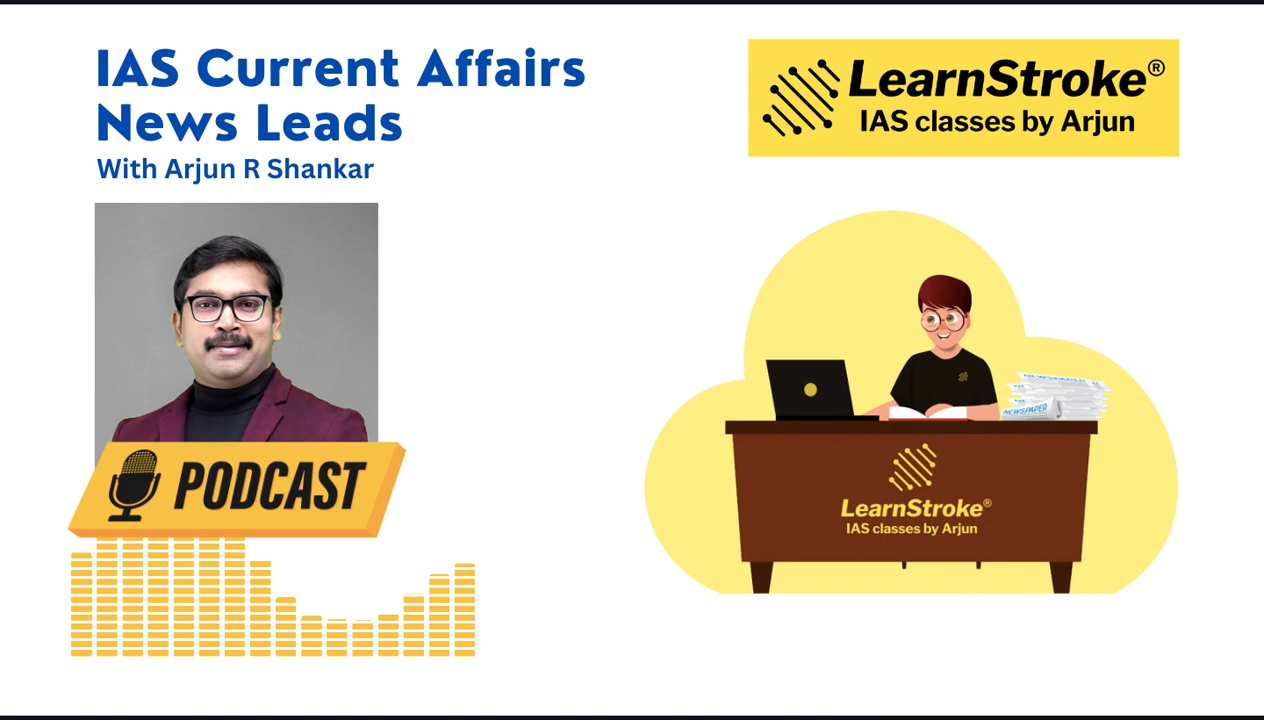 IAS Current Affairs
News Leads
With Arjun R Shankar
LearnStroke®
IAS classes by Arjun
PODCAST
NEWSPAPER
NEWSPAPER
LearnStroke®
IAS classes by Arjun